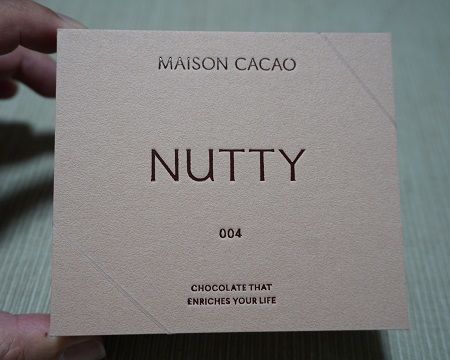 MAISON CACAO
NUTTY
004
CHOCOLATE THAT
ENRICHES YOUR LIFE